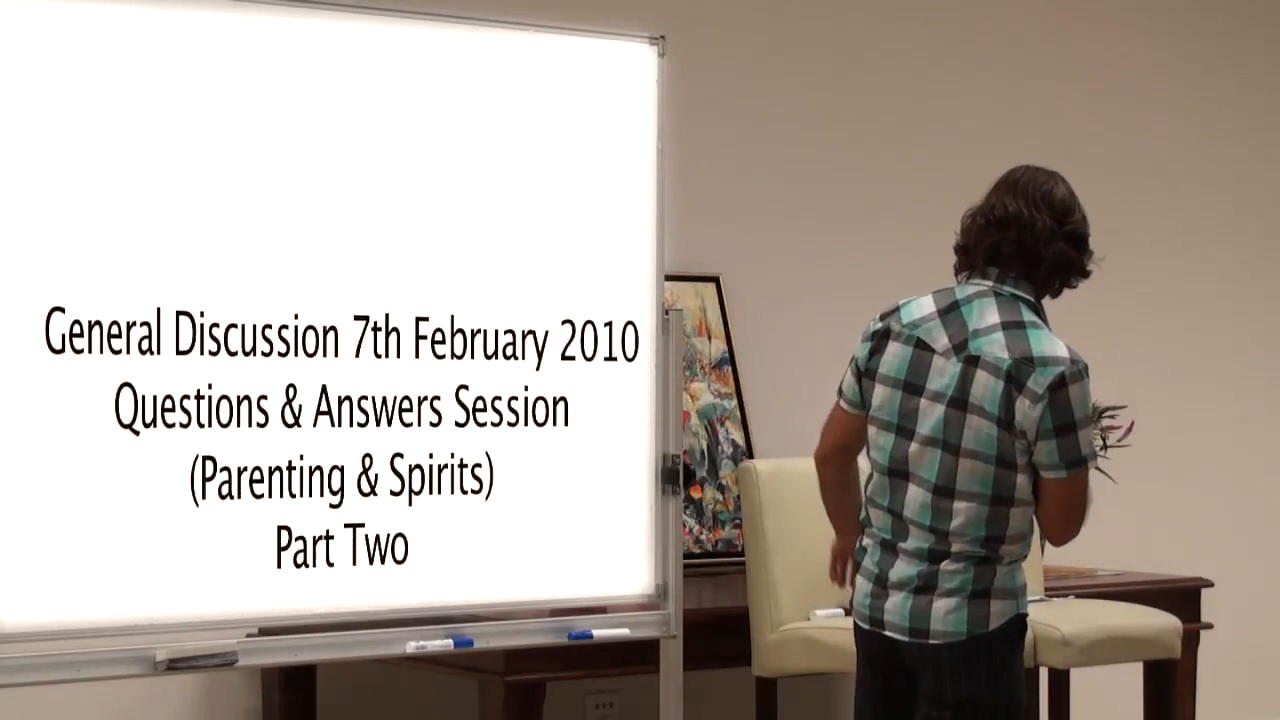 General Discussion 7th February 2010
Questions & Answers Session
(Parenting & Spirits)
Part Two